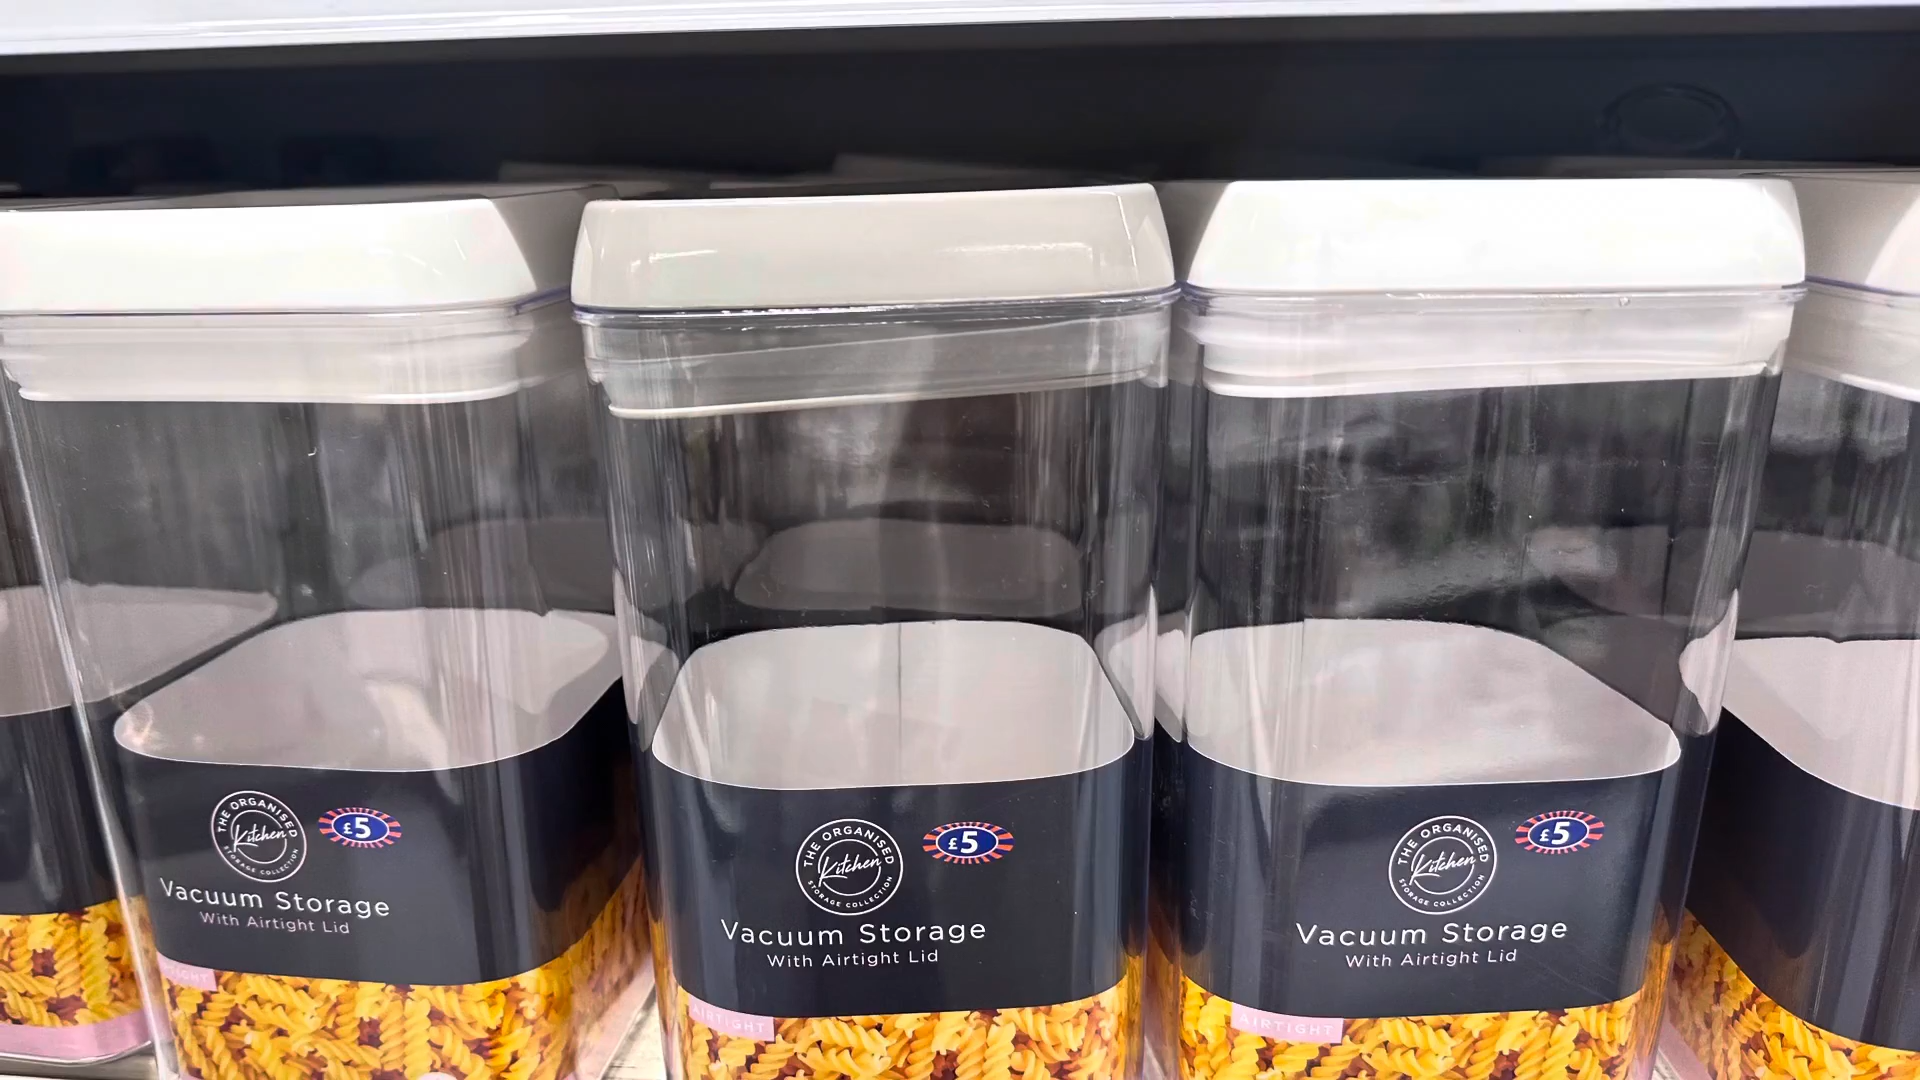 THE ORGANISED
Kitchen
STORAGE COLLECTION
£5
Vacuum Storage
With Airtight Lid
THE ORGANISED
Kitchen
STORAGE COLLECTION
£5
Vacuum Storage
With Airtight Lid
AIRTIGHT
THE ORGANISED
Kitchen
STORAGE COLLECTION
£5
Vacuum Storage
With Airtight Lid
AIRTIGHT